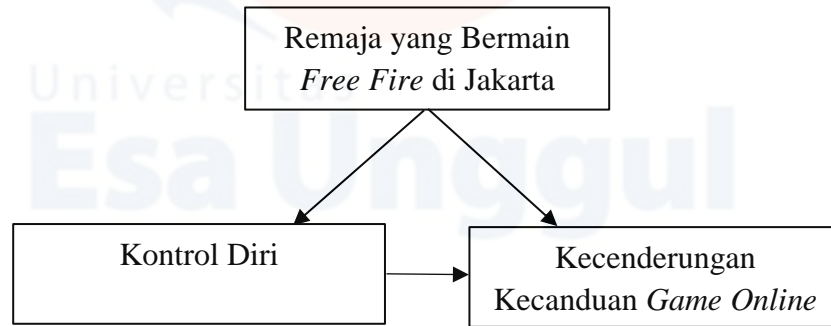 Remaja yang Bermain
Free Fire di Jakarta
Universitas
Esa Unggul
Kontrol Diri
Kecenderungan
Kecanduan Game Online